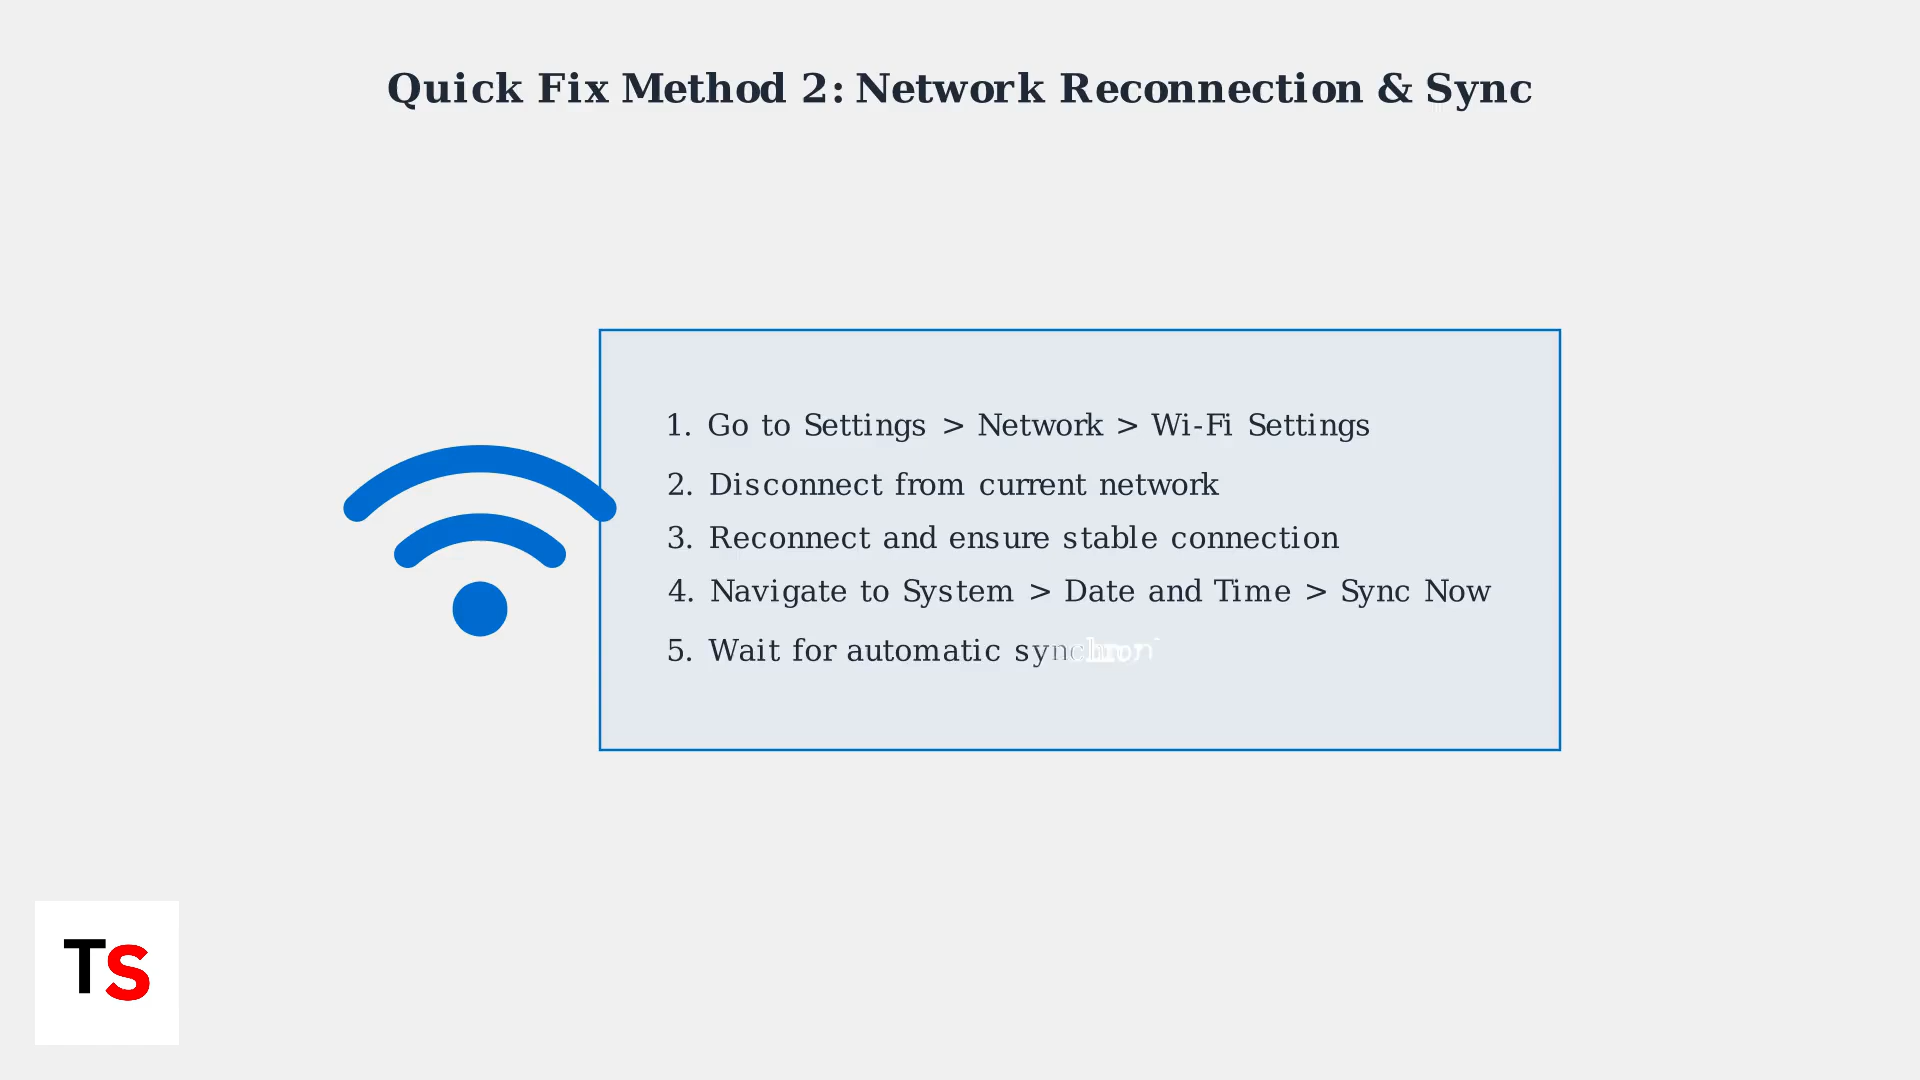 Quick Fix Method 2: Network Reconnection & Sync
1. Go to Settings > Network > Wi-Fi Settings
2. Disconnect from current network
3. Reconnect and ensure stable connection
4. Navigate to System > Date and Time > Sync Now
5. Wait for automatic
TS